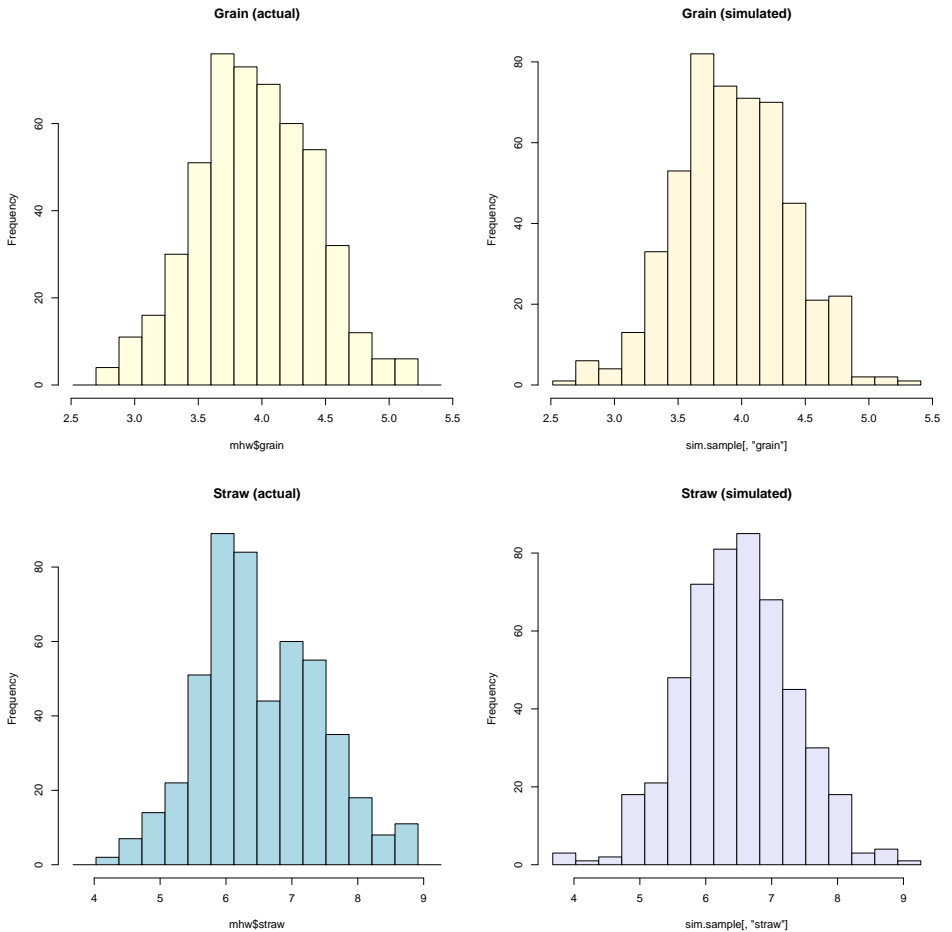 Grain (actual)
Frequency
0 20 40 60
2.5 3.0 3.5 4.0 4.5 5.0 5.5
mhw$grain
Grain (simulated)
Frequency
0 20 40 60 80
2.5 3.0 3.5 4.0 4.5 5.0 5.5
sim.sample[, "grain"]
Straw (actual)
Frequency
0 20 40 60 80
4 5 6 7 8 9
mhw$straw
Straw (simulated)
Frequency
0 20 40 60 80
4 5 6 7 8 9
sim.sample[, "straw"]